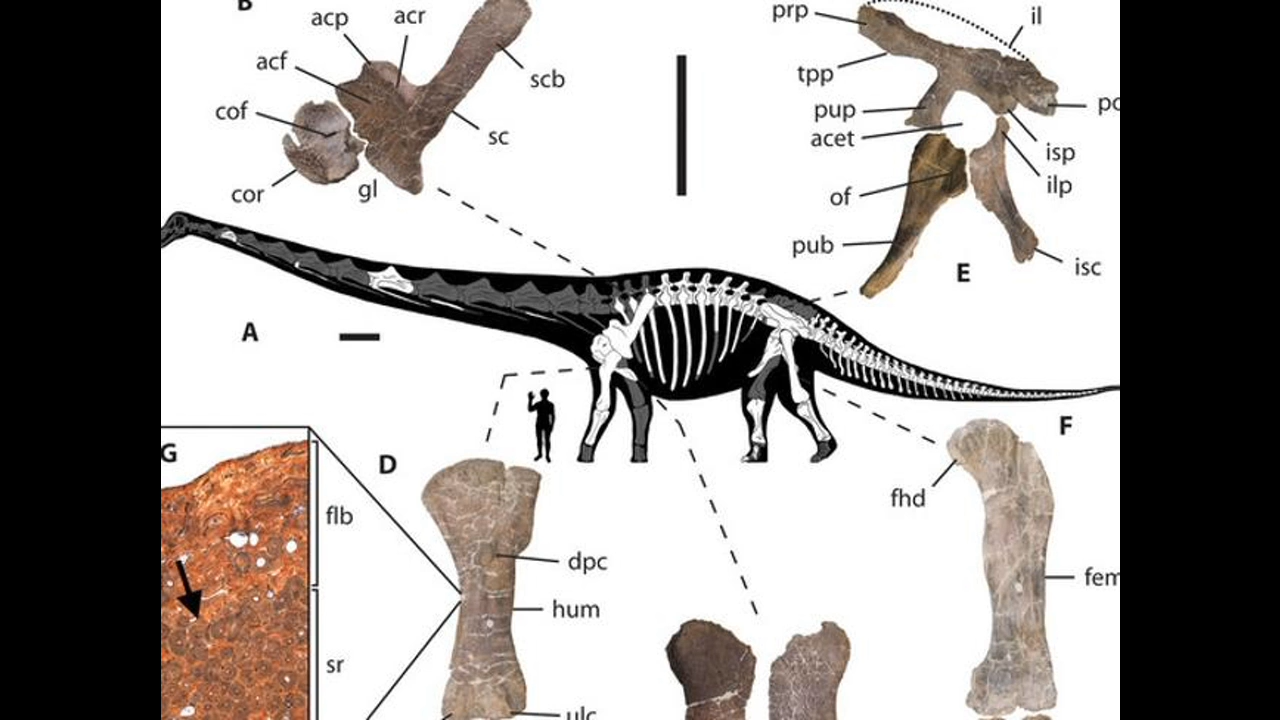 B
acp
acr
acf
scb
cof
sc
cor
gl
prp
il
tpp
pup
acet
isp
ilp
of
pub
isc
E
A
F
G
D
flb
fhd
dpc
hum
fem
sr
ulc